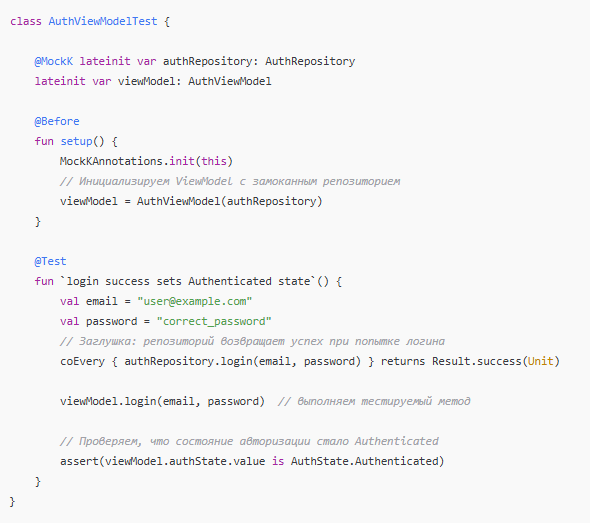 class AuthViewModelTest {
@MockK lateinit var authRepository: AuthRepository
lateinit var viewModel: AuthViewModel
@Before
fun setup() {
MockKAnnotations.init(this)
// Инициализируем ViewModel с замоканным репозиторием
viewModel = AuthViewModel(authRepository)
}
@Test
fun `login success sets Authenticated state`() {
val email = "user@example.com"
val password = "correct_password"
// Заглушка: репозиторий возвращает успех при попытке логина
coEvery { authRepository.login(email, password) } returns Result.success(Unit)
viewModel.login(email, password)  // выполняем тестируемый метод
// Проверяем, что состояние авторизации стало Authenticated
assert(viewModel.authState.value is AuthState.Authenticated)
}
}